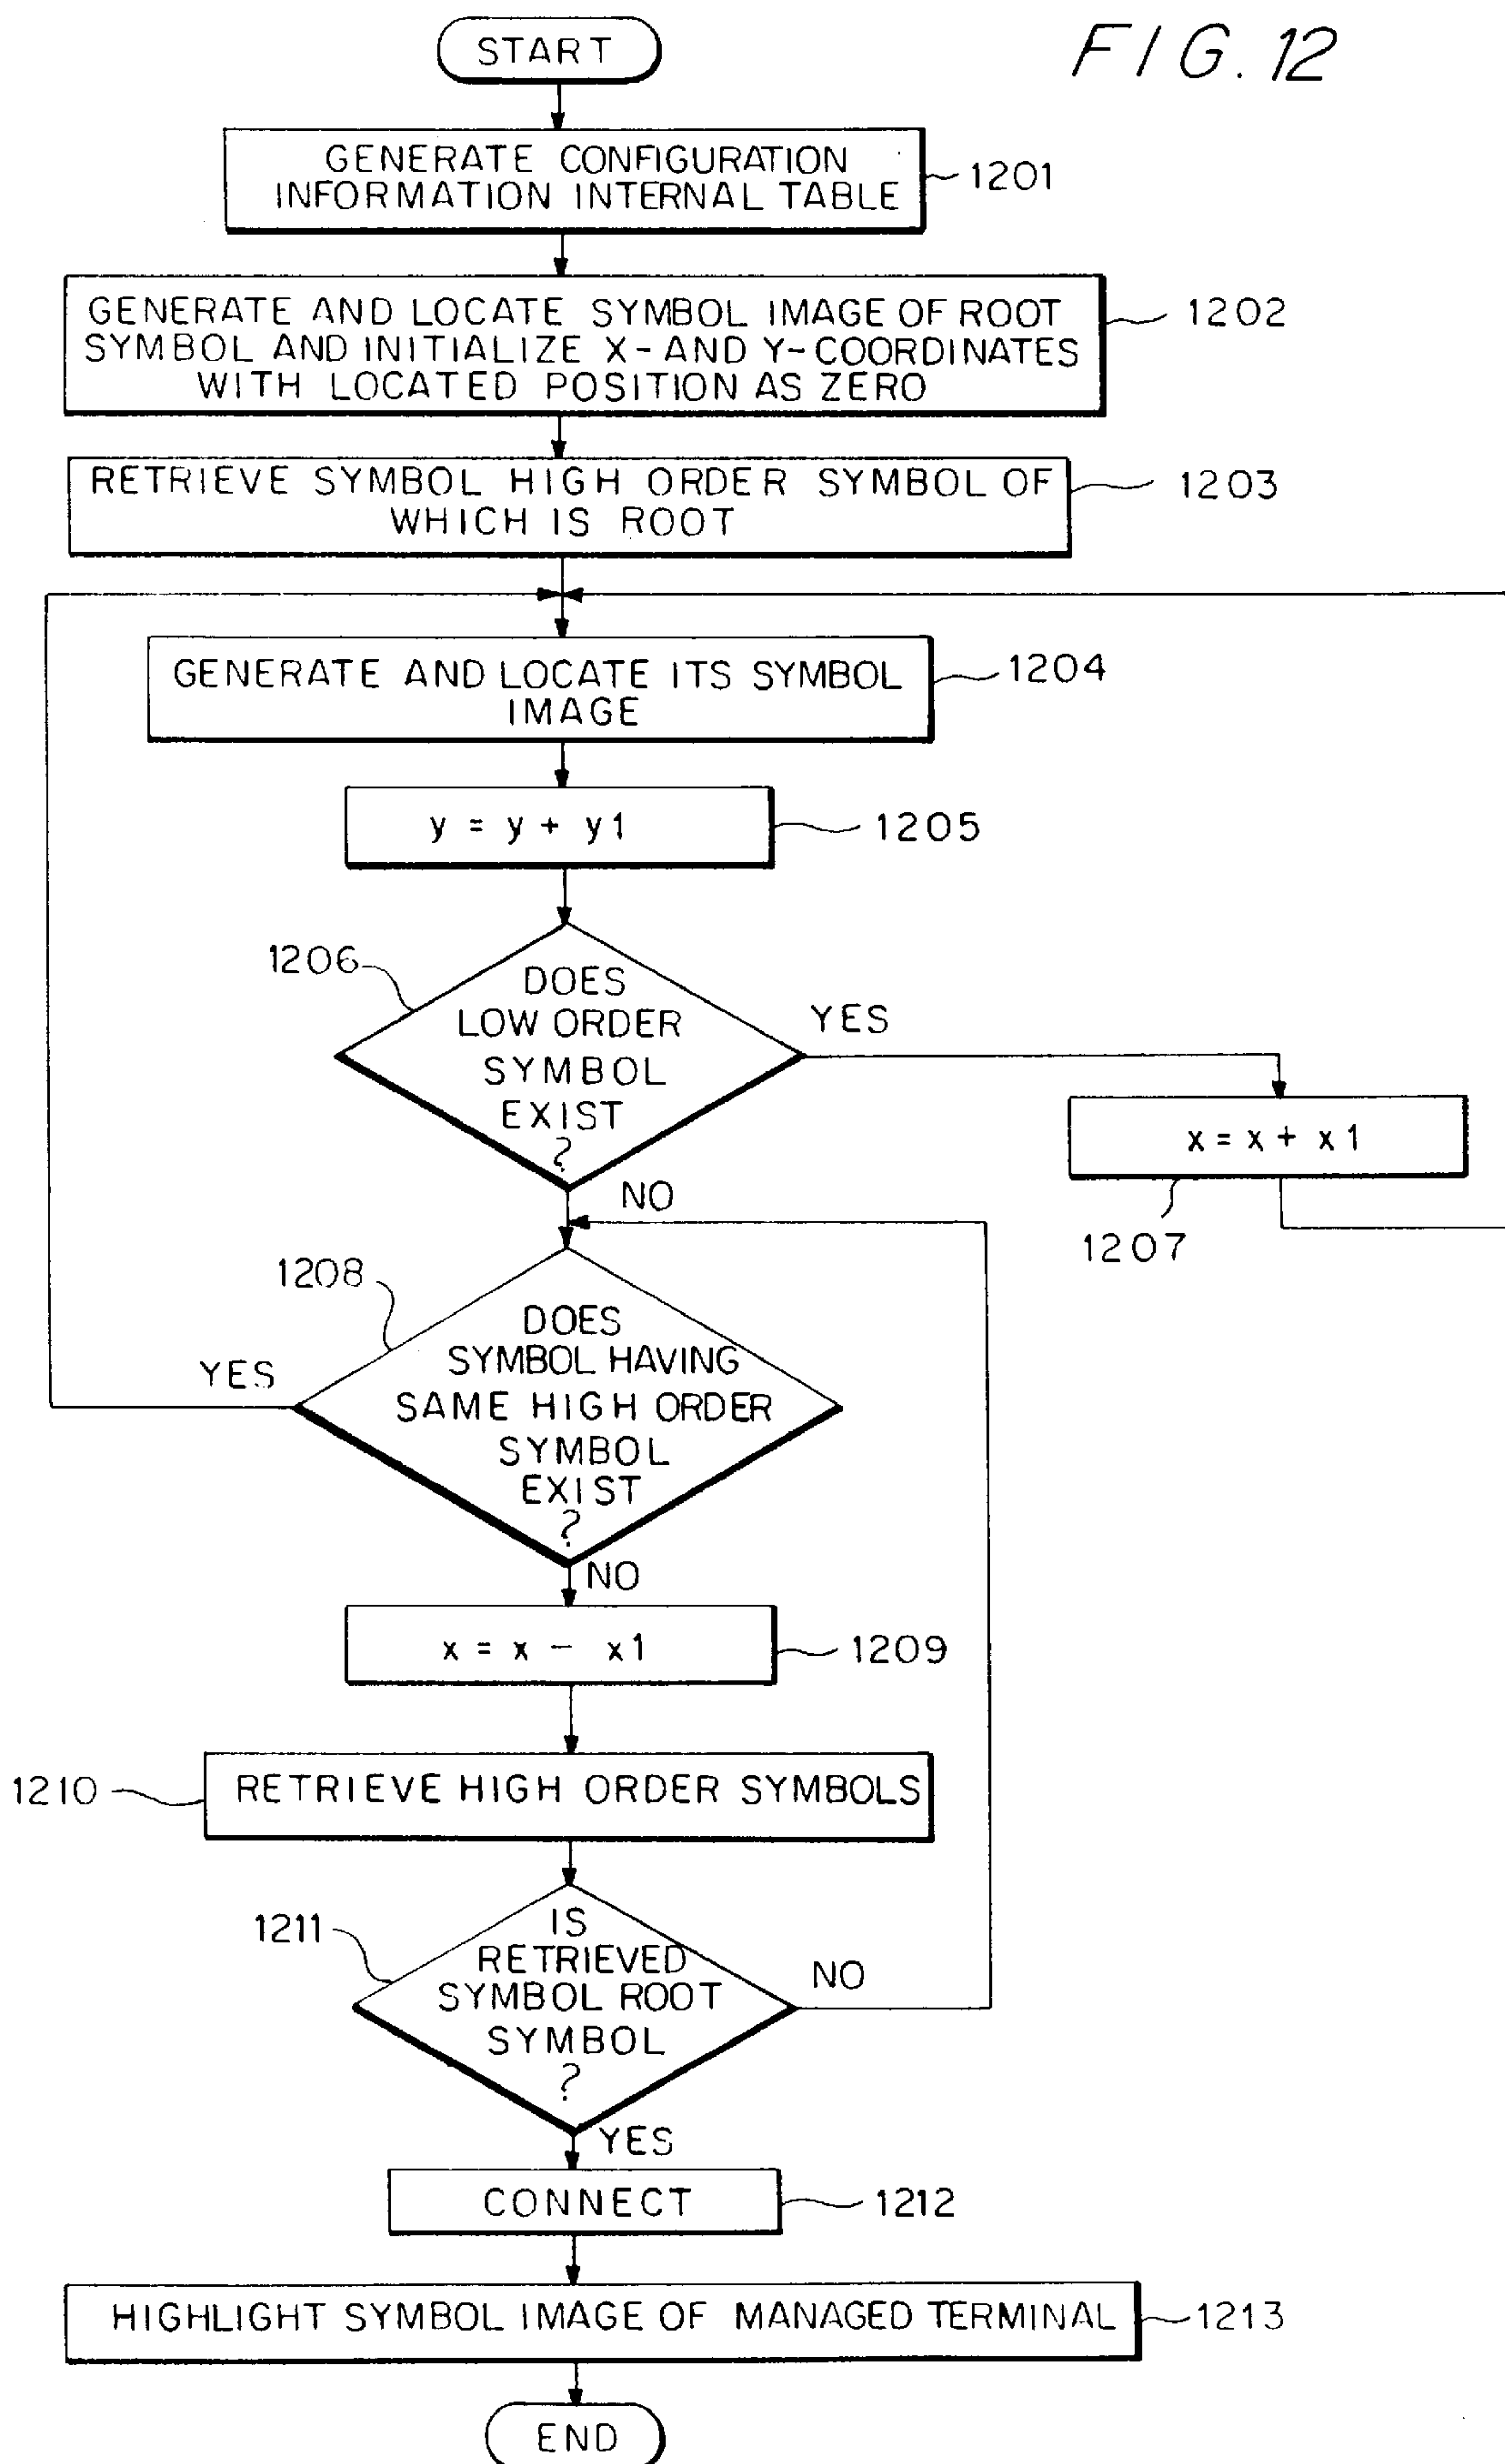 FIG. 12
START
GENERATE CONFIGURATION
INFORMATION INTERNAL TABLE
1201
GENERATE AND LOCATE SYMBOL IMAGE OF ROOT
SYMBOL AND INITIALIZE X-AND Y-COORDINATES
WITH LOCATED POSITION AS ZERO
1202
RETRIEVE SYMBOL HIGH ORDER SYMBOL OF
WHICH IS ROOT
1203
GENERATE AND LOCATE ITS SYMBOL
IMAGE
1204
y = y + y1
1205
1206
DOES
LOW ORDER
SYMBOL
EXIST
?
YES
NO
x = x + x1
1207
1208
DOES
SYMBOL HAVING
SAME HIGH ORDER
SYMBOL
EXIST
?
YES
NO
x = x - x1
1209
1210
RETRIEVE HIGH ORDER SYMBOLS
1211
IS
RETRIEVED
SYMBOL ROOT
SYMBOL
?
NO
YES
CONNECT
1212
HIGHLIGHT SYMBOL IMAGE OF MANAGED TERMINAL
1213
END